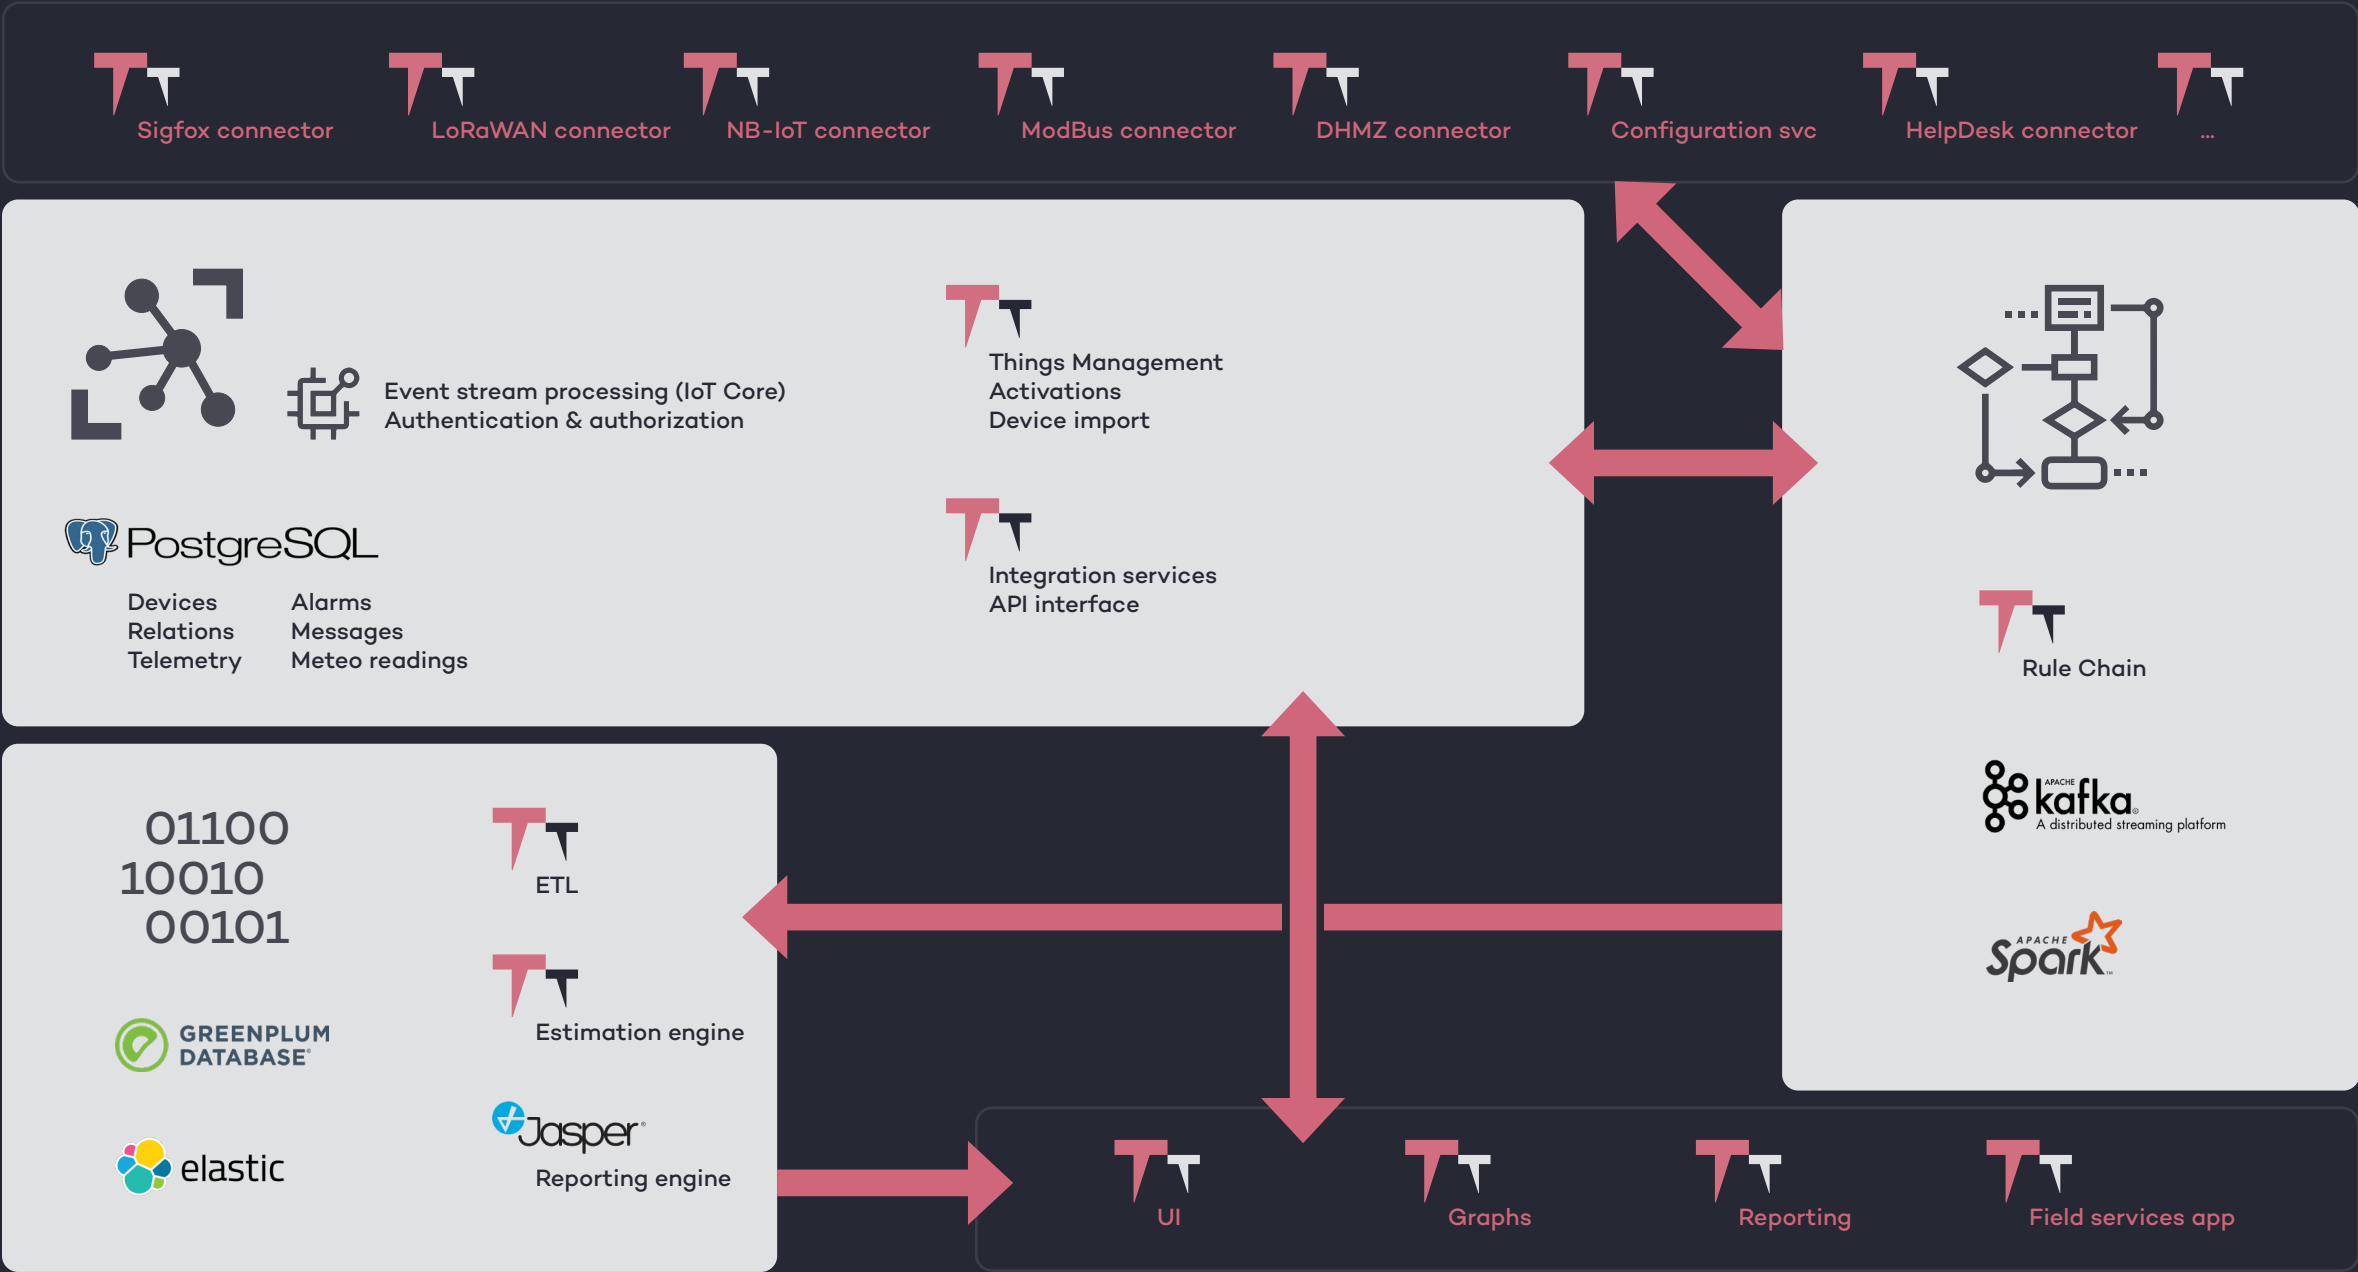 Sigfox connector
LoRaWAN connector
NB-IoT connector
ModBus connector
DHMZ connector
Configuration svc
HelpDesk connector
...
Event stream processing (IoT Core)
Authentication & authorization
PostgreSQL
Devices
Relations
Telemetry
Alarms
Messages
Meteo readings
Things Management
Activations
Device import
Integration services
API interface
Rule Chain
APACHE
kafka®
A distributed streaming platform
APACHE
Spark™
01100
10010
00101
GREENPLUM
DATABASE®
elastic
ETL
Estimation engine
Jaspersoft
Reporting engine
UI
Graphs
Reporting
Field services app